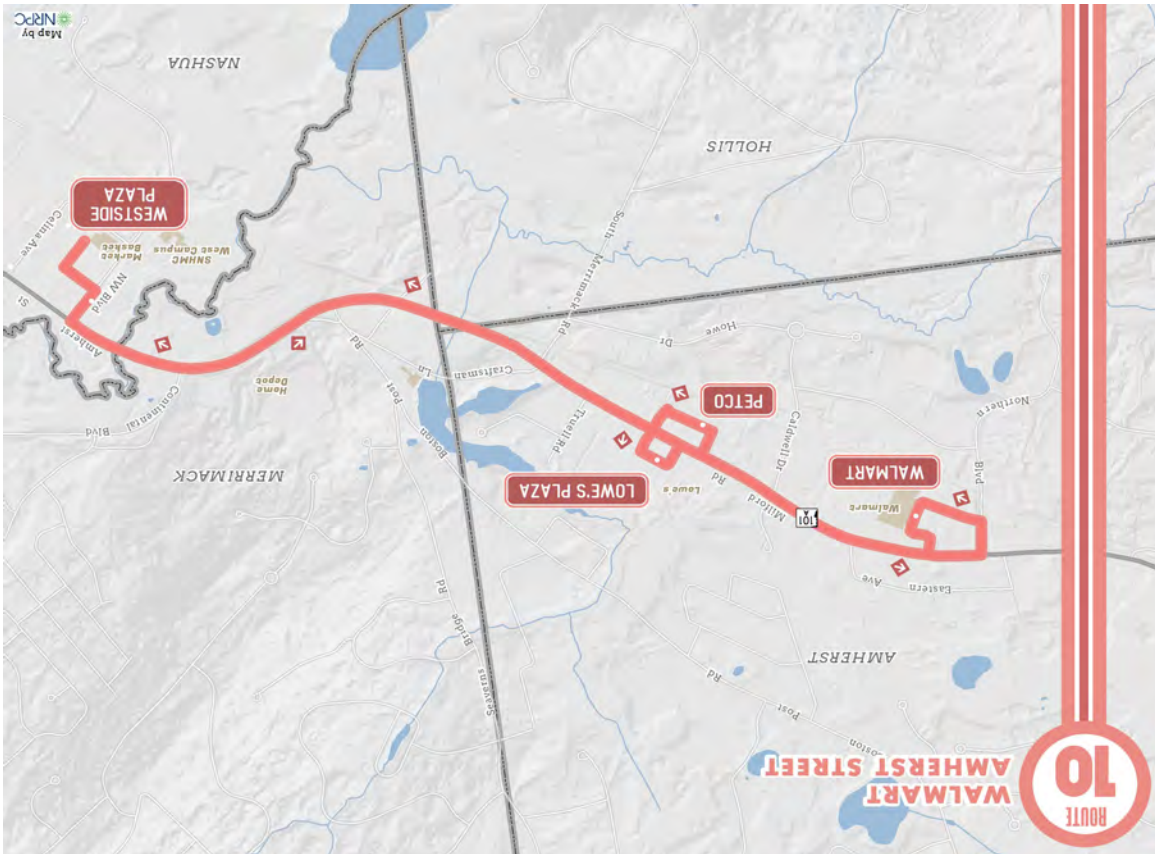 ROUTE
10
WALMART
AMHERST STREET
Boston
Post
Rd
AMHERST
Seaverns
Bridge
Rd
Eastern
Ave
Blvd
Northern
Walmart
WALMART
101
A
Milford
Rd
Caldwell Dr
Lowe's
LOWE'S PLAZA
PETCO
Truell Rd
Howe
Dr
Craftsman
Ln
South
Merrimack Rd
HOLLIS
Boston
Post
Rd
MERRIMACK
Home
Depot
Continental
Blvd
Amherst
St
NW Blvd
Market
Basket
SNHMC
West Campus
Celina Ave
WESTSIDE
PLAZA
NASHUA
Map by
NRPC